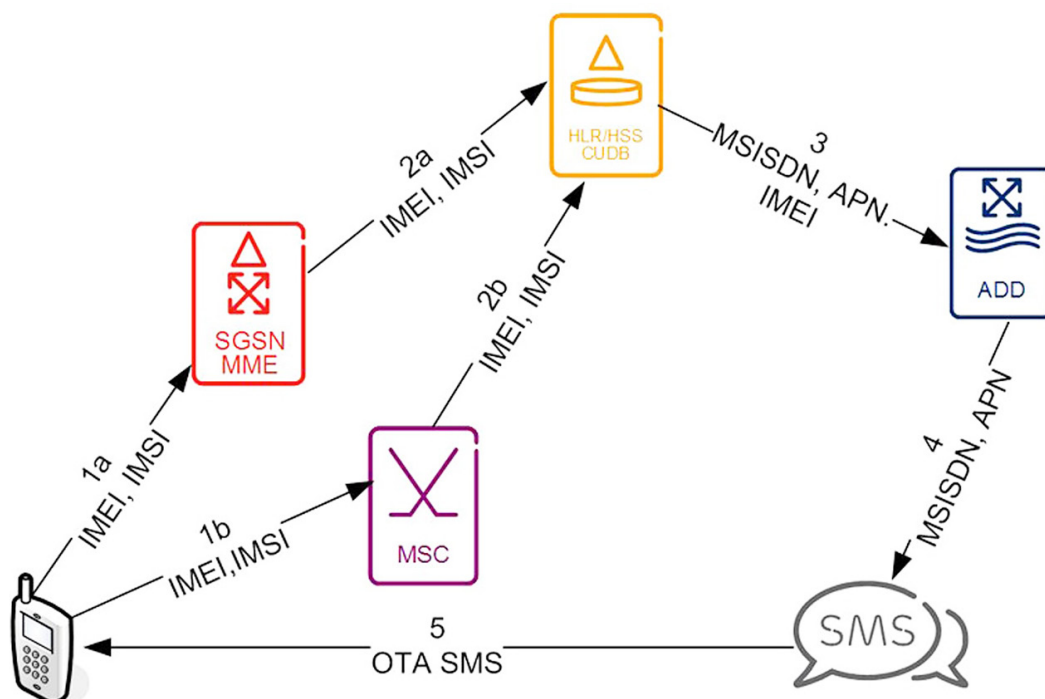 HLR/HSS
CUDB
2a
IMEI, IMSI
3
MSISDN, APN.
IMEI
ADD
SGSN
MME
2b
IMEI, IMSI
1a
IMEI, IMSI
MSC
1b
IMEI,IMSI
4
MSISDN, APN
SMS
5
OTA SMS